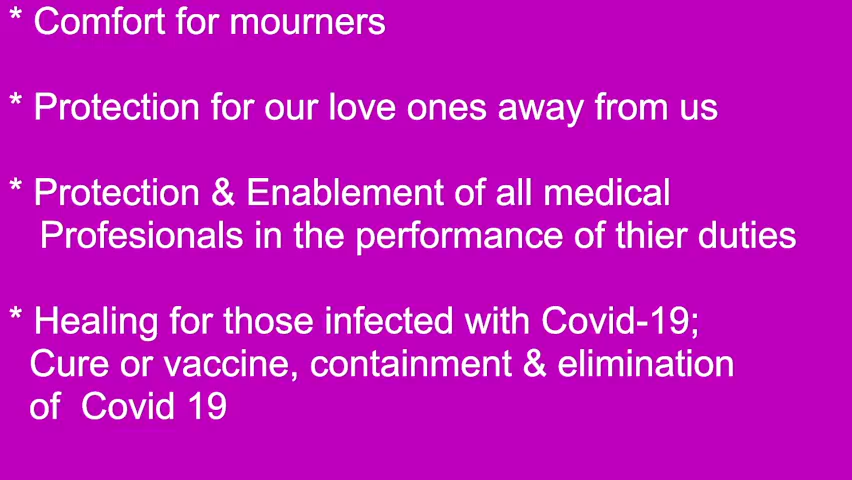 * Comfort for mourners
* Protection for our love ones away from us
* Protection & Enablement of all medical
Profesionals in the performance of thier duties
* Healing for those infected with Covid-19;
Cure or vaccine, containment & elimination
of  Covid 19